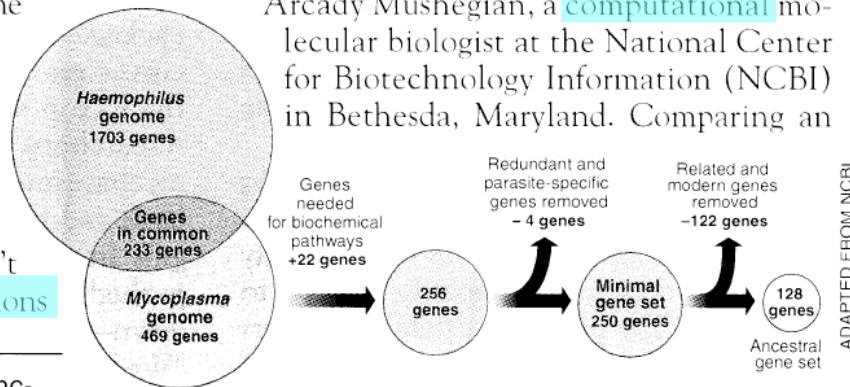 Arcady Mushegian, a computational mo-
lecular biologist at the National Center
for Biotechnology Information (NCBI)
in Bethesda, Maryland. Comparing an
Haemophilus
genome
1703 genes
Genes
in common
233 genes
Mycoplasma
genome
469 genes
Genes
needed
for biochemical
pathways
+22 genes
256
genes
Redundant and
parasite-specific
genes removed
– 4 genes
Minimal
gene set
250 genes
Related and
modern genes
removed
–122 genes
128
genes
Ancestral
gene set
ADAPTED FROM NCBI
't
ions